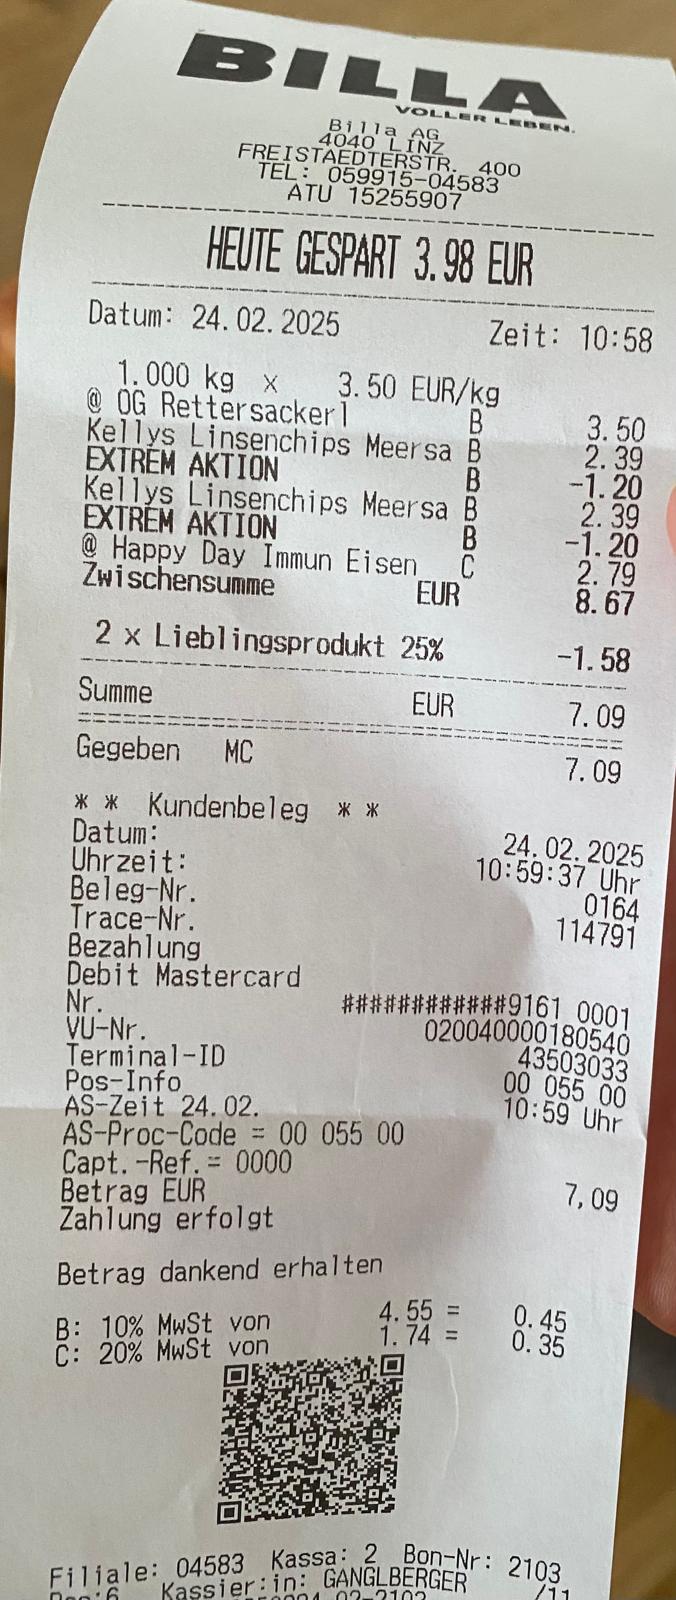 BILLA
VOLLER LEBEN.
Billa AG
4040 LINZ
FREISTAEDTERSTR. 400
TEL: 059915-04583
ATU 15255907
HEUTE GESPART 3.98 EUR
Datum: 24.02.2025 Zeit: 10:58
1.000 kg x 3.50 EUR/kg
@ OG Rettersackerl B 3.50
Kellys Linsenchips Meersa B 2.39
EXTREM AKTION B -1.20
Kellys Linsenchips Meersa B 2.39
EXTREM AKTION B -1.20
@ Happy Day Immun Eisen C 2.79
Zwischensumme EUR 8.67
2 x Lieblingsprodukt 25% -1.58
Summe EUR 7.09
Gegeben MC 7.09
* * Kundenbeleg * *
Datum: 24.02.2025
Uhrzeit: 10:59:37 Uhr
Beleg-Nr. 0164
Trace-Nr. 114791
Bezahlung
Debit Mastercard
Nr. ############9161 0001
VU-Nr. 020040000180540
Terminal-ID 43503033
Pos-Info 00 055 00
AS-Zeit 24.02. 10:59 Uhr
AS-Proc-Code = 00 055 00
Capt.-Ref.= 0000
Betrag EUR 7,09
Zahlung erfolgt
Betrag dankend erhalten
B: 10% MwSt von 4.55 = 0.45
C: 20% MwSt von 1.74 = 0.35
Filiale: 04583 Kassa: 2 Bon-Nr: 2103
Kassier:in: GANGLBERGER /11